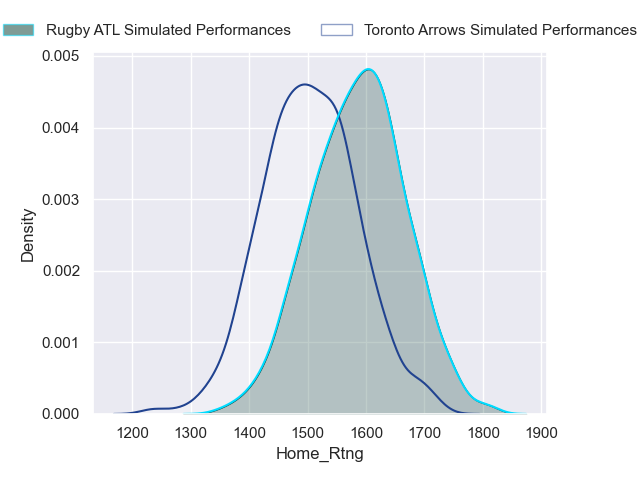 Rugby ATL Simulated Performances Toronto Arrows Simulated Performances
0.005
0.004
0.003
0.002
0.001
0.000
Density
1200 1300 1400 1500 1600 1700 1800 1900
Home_Rtng